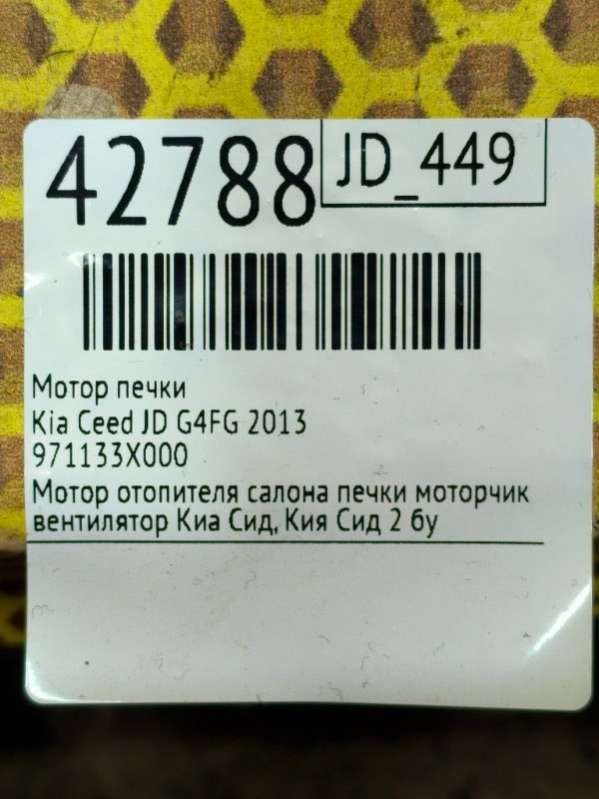 42788
JD_449
Мотор печки
Kia Ceed JD G4FG 2013
971133X000
Мотор отопителя салона печки моторчик
вентилятор Киа Сид, Кия Сид 2 бу